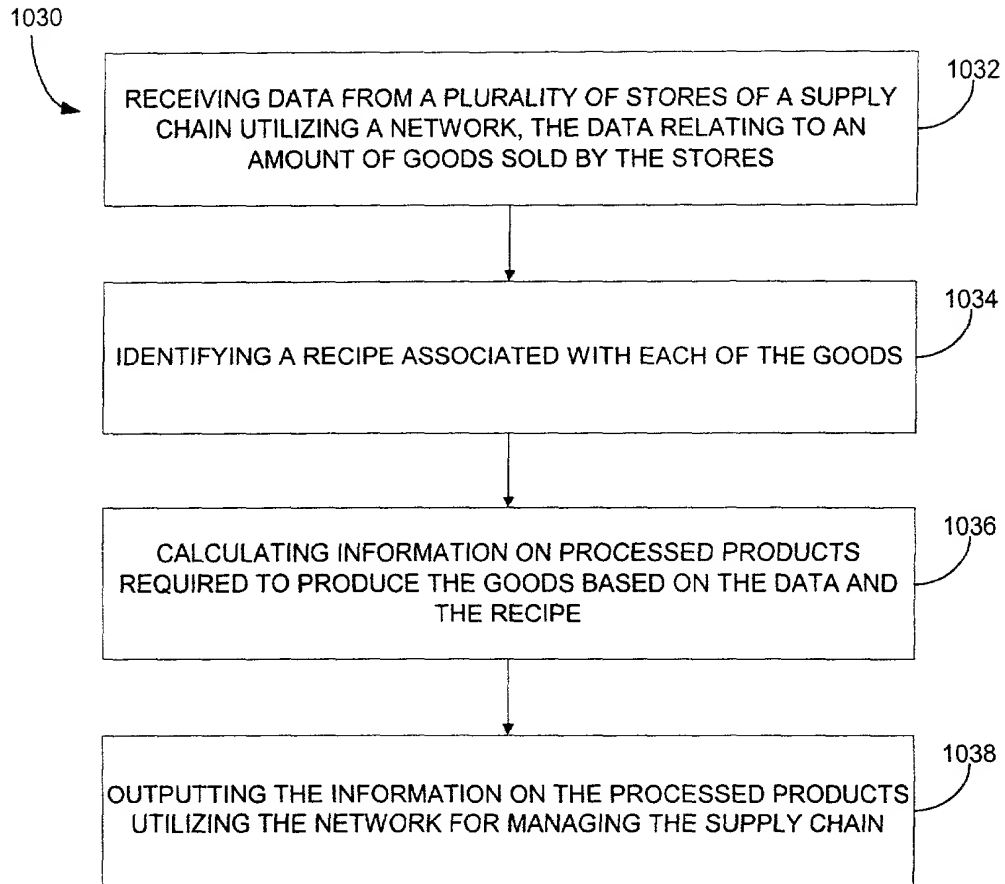 1030
RECEIVING DATA FROM A PLURALITY OF STORES OF A SUPPLY
CHAIN UTILIZING A NETWORK, THE DATA RELATING TO AN
AMOUNT OF GOODS SOLD BY THE STORES
1032
IDENTIFYING A RECIPE ASSOCIATED WITH EACH OF THE GOODS
1034
CALCULATING INFORMATION ON PROCESSED PRODUCTS
REQUIRED TO PRODUCE THE GOODS BASED ON THE DATA AND
THE RECIPE
1036
OUTPUTTING THE INFORMATION ON THE PROCESSED PRODUCTS
UTILIZING THE NETWORK FOR MANAGING THE SUPPLY CHAIN
1038